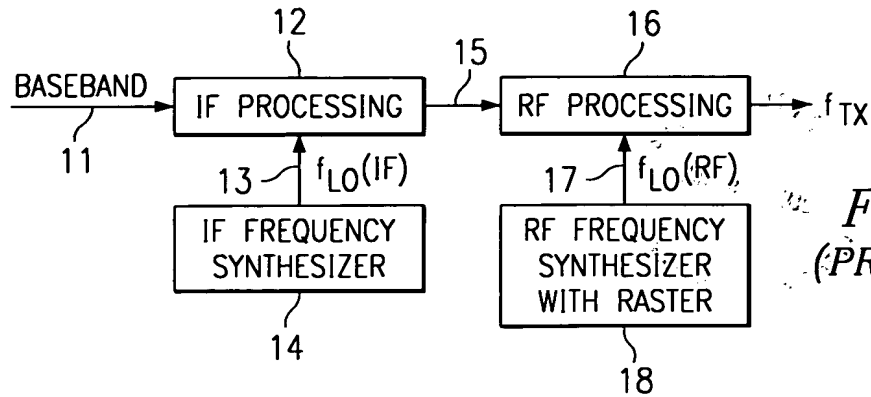 12
16
15
BASEBAND
IF PROCESSING
RF PROCESSING
f TX
11
13
f LO (IF)
17
f LO (RF)
IF FREQUENCY
SYNTHESIZER
RF FREQUENCY
SYNTHESIZER
WITH RASTER
F
(PR
14
18